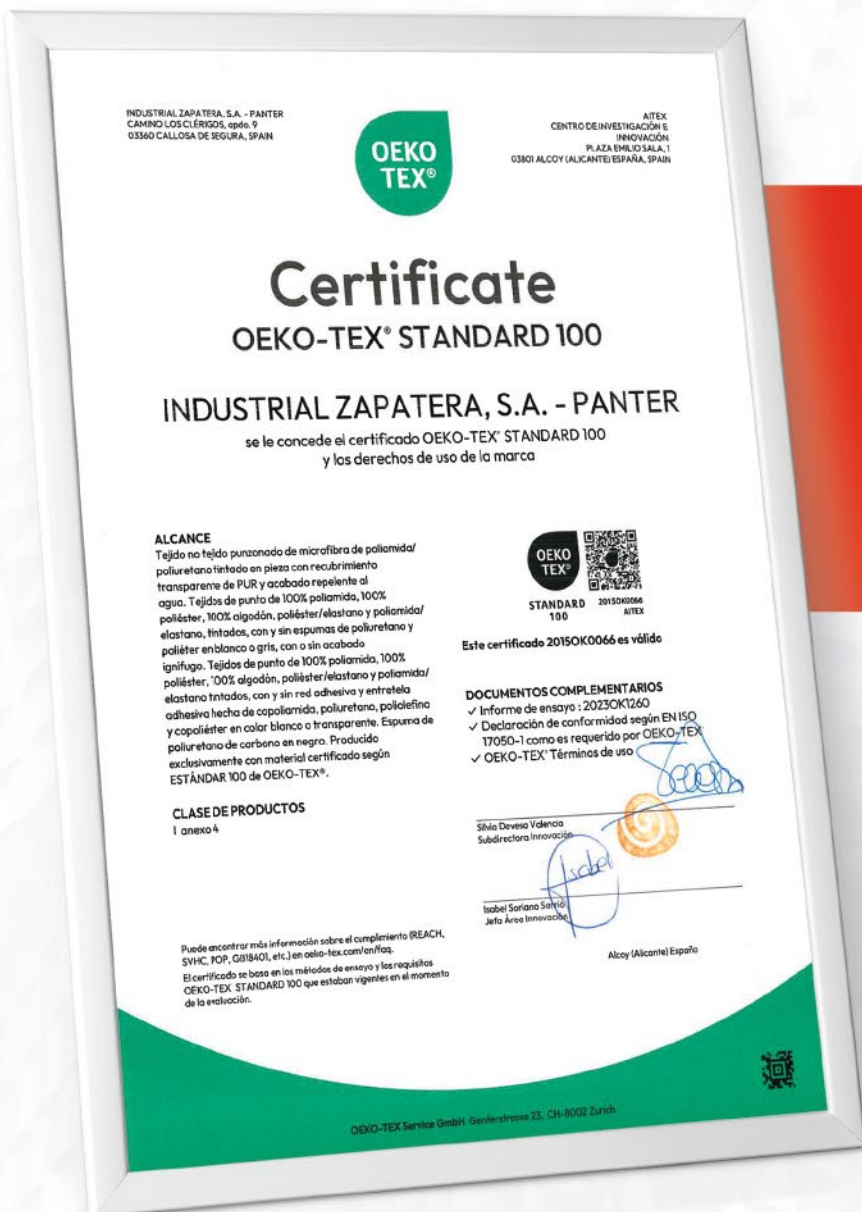 INDUSTRIAL ZAPATERA, S.A. - PANTER
CAMINO LOS CLÉRIGOS, apdo. 9
03360 CALLOSA DE SEGURA, SPAIN
OEKO
TEX®
AITEX
CENTRO DE INVESTIGACIÓN E
INNOVACIÓN
PLAZA EMILIO SALA, 1
03801 ALCOY (ALICANTE) ESPAÑA, SPAIN
Certificate
OEKO-TEX® STANDARD 100
INDUSTRIAL ZAPATERA, S.A. - PANTER
se le concede el certificado OEKO-TEX® STANDARD 100
y los derechos de uso de la marca
ALCANCE
Tejido no tejido punzonado de microfibra de poliamida/
poliuretano tintado en pieza con recubrimiento
transparente de PUR y acabado repelente al
agua. Tejidos de punto de 100% poliamida, 100%
poliéster, 100% algodón, poliéster/elastano y poliamida/
elastano, tintados, con y sin espumas de poliuretano y
poliéter en blanco o gris, con o sin acabado
ignífugo. Tejidos de punto de 100% poliamida, 100%
poliéster, 100% algodón, poliéster/elastano y poliamida/
elastano tintados, con y sin red adhesiva y entretela
adhesiva hecha de copoliamida, poliuretano, poliolefina
y copoliéster en color blanco o transparente. Espuma de
poliuretano de carbono en negro. Producido
exclusivamente con material certificado según
ESTÁNDAR 100 de OEKO-TEX®.
CLASE DE PRODUCTOS
I anexo 4
OEKO
TEX®
STANDARD
100
2015OK0066
AITEX
Este certificado 2015OK0066 es válido
DOCUMENTOS COMPLEMENTARIOS
✓ Informe de ensayo : 2023OK1260
✓ Declaración de conformidad según EN ISO
17050-1 como es requerido por OEKO-TEX
✓ OEKO-TEX® Términos de uso
Silvia Devesa Valencia
Subdirectora Innovación
Isabel
Isabel Soriano Sarrió
Jefa Área Innovación
Alcoy (Alicante) España
Puede encontrar más información sobre el cumplimiento (REACH,
SVHC, POP, GB18401, etc.) en oeko-tex.com/en/faq.
El certificado se basa en los métodos de ensayo y los requisitos
OEKO-TEX STANDARD 100 que estaban vigentes en el momento
de la evaluación.
OEKO-TEX Service GmbH Genferstrasse 23, CH-8002 Zurich